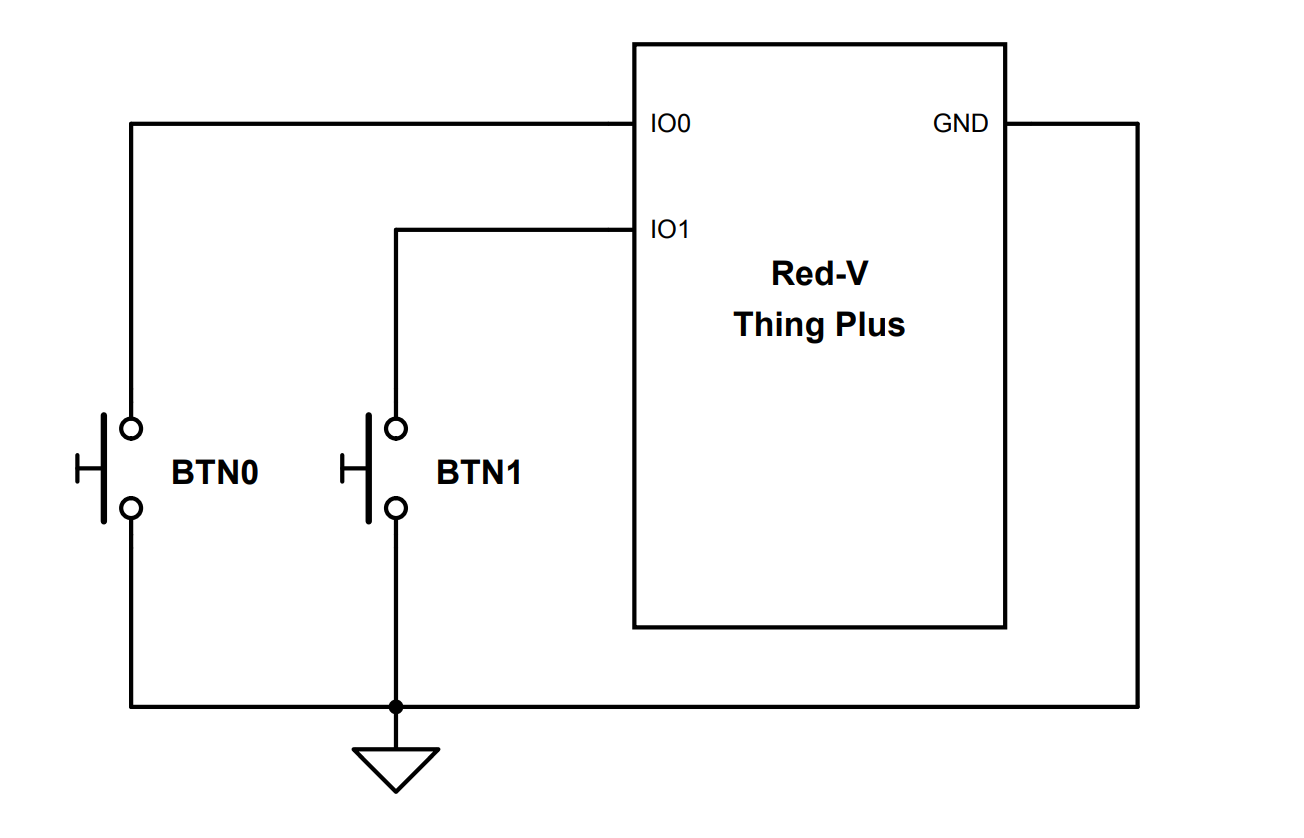 IO0
GND
IO1
Red-V
Thing Plus
BTN0
BTN1